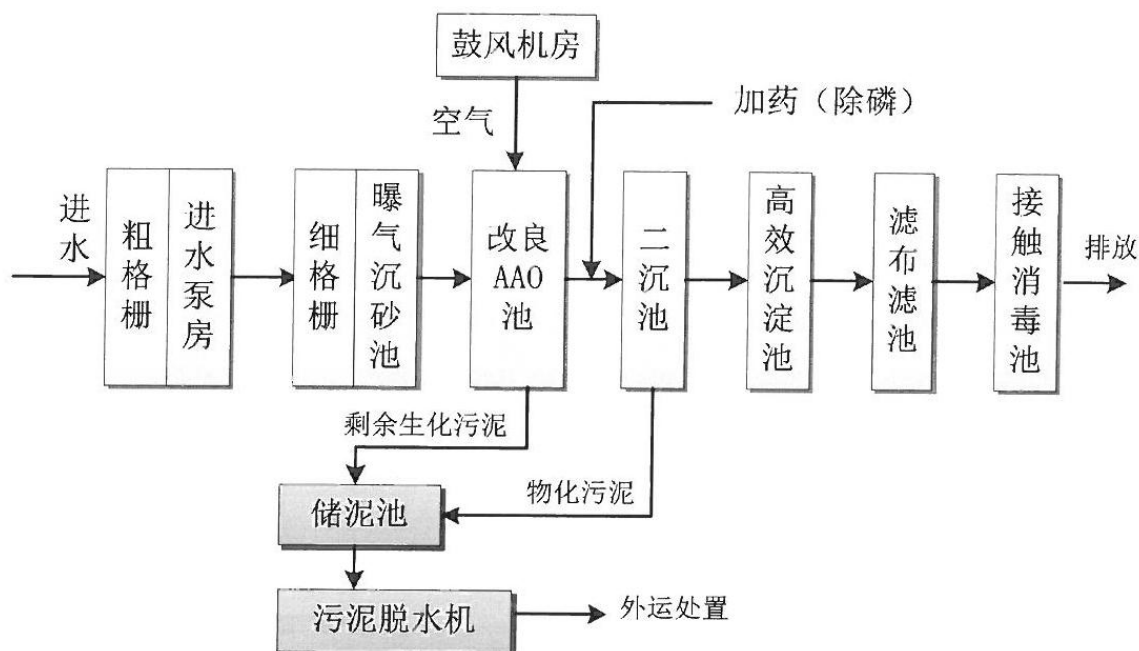 鼓风机房
空气
加药（除磷）
进水
粗格栅
进水泵房
细格栅
曝气沉砂池
改良
AAO
池
二沉池
高效沉淀池
滤布滤池
接触消毒池
排放
剩余生化污泥
物化污泥
储泥池
污泥脱水机
外运处置